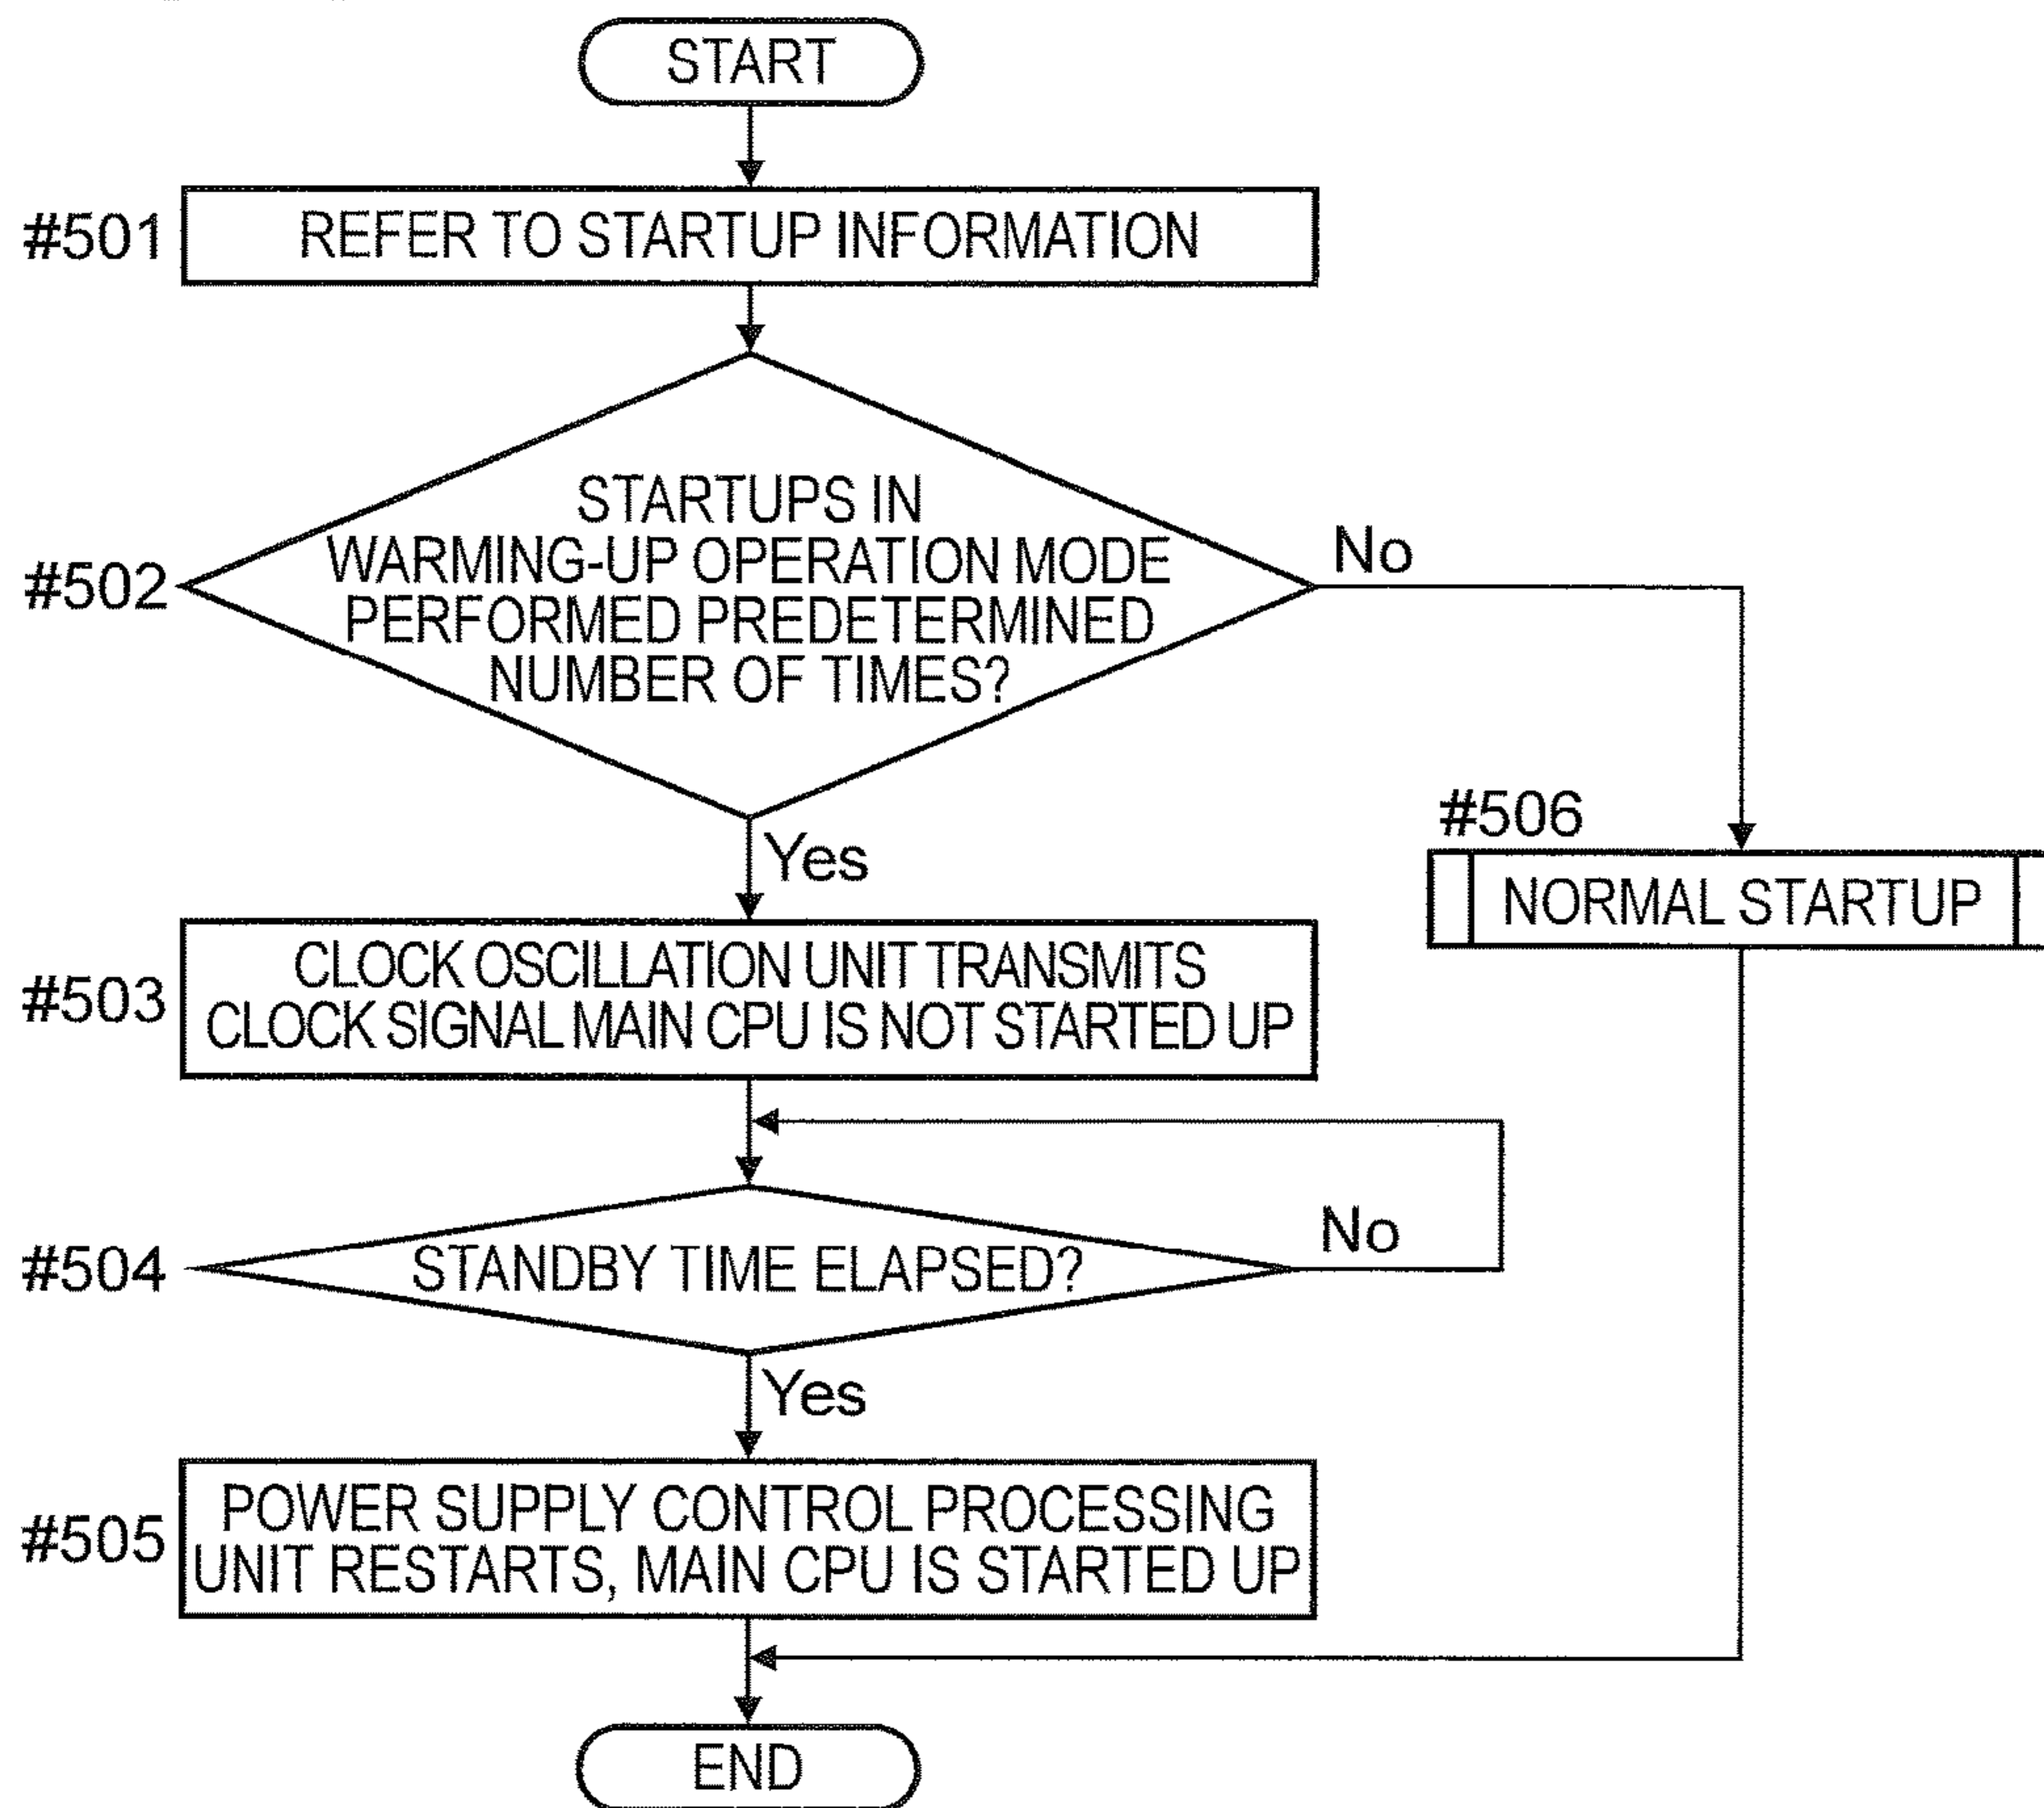 START
#501
REFER TO STARTUP INFORMATION
#502
STARTUPS IN
WARMING-UP OPERATION MODE
PERFORMED PREDETERMINED
NUMBER OF TIMES?
No
Yes
#506
NORMAL STARTUP
#503
CLOCK OSCILLATION UNIT TRANSMITS
CLOCK SIGNAL MAIN CPU IS NOT STARTED UP
#504
STANDBY TIME ELAPSED?
No
Yes
#505
POWER SUPPLY CONTROL PROCESSING
UNIT RESTARTS, MAIN CPU IS STARTED UP
END